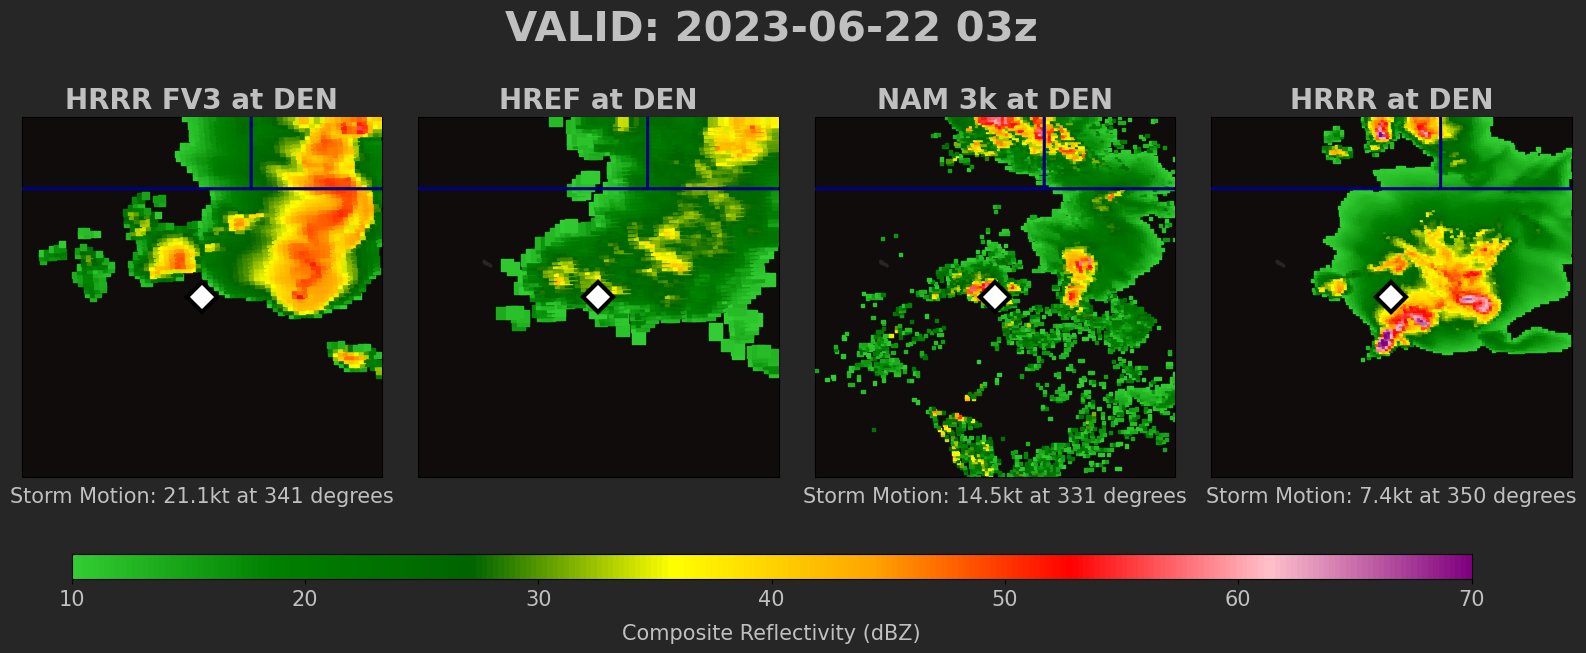 VALID: 2023-06-22 03z
HRRR FV3 at DEN
HREF at DEN
NAM 3k at DEN
HRRR at DEN
Storm Motion: 21.1kt at 341 degrees
Storm Motion: 14.5kt at 331 degrees
Storm Motion: 7.4kt at 350 degrees
10 20 30 40 50 60 70
Composite Reflectivity (dBZ)